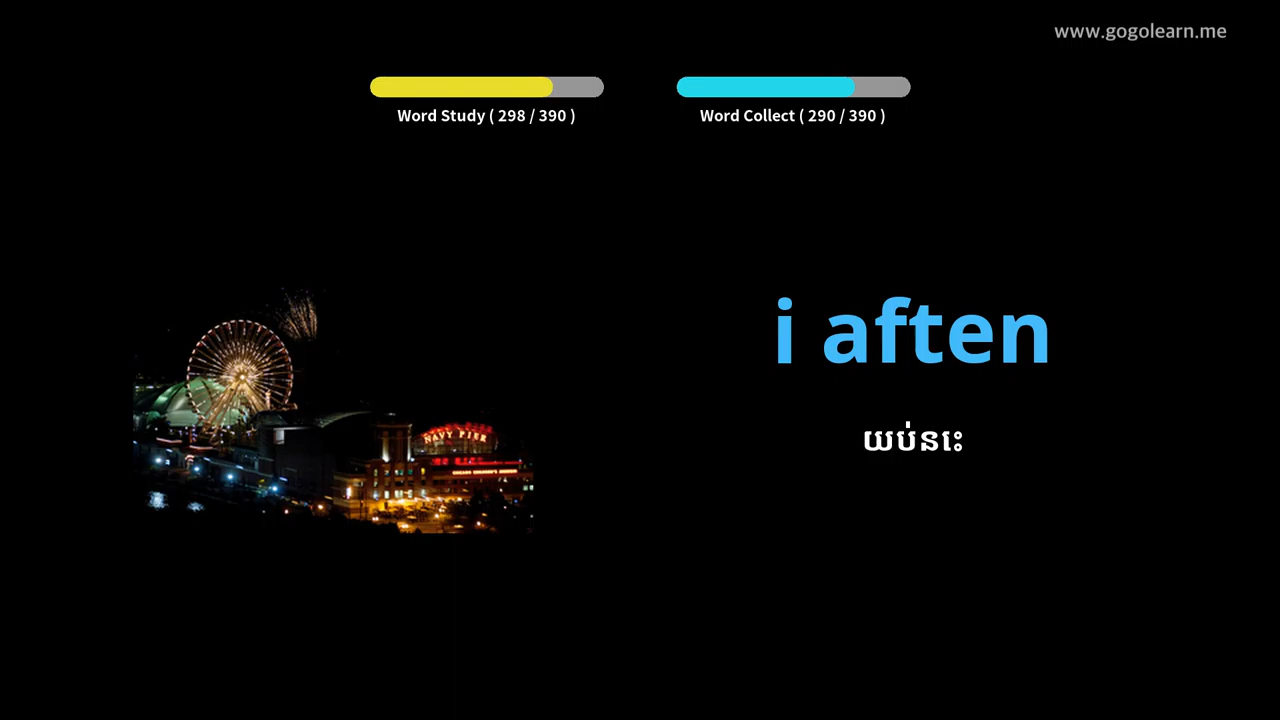 www.gogolearn.me
Word Study ( 298 / 390 )
Word Collect ( 290 / 390 )
i aften
យប់នេះ
NAVY PIER